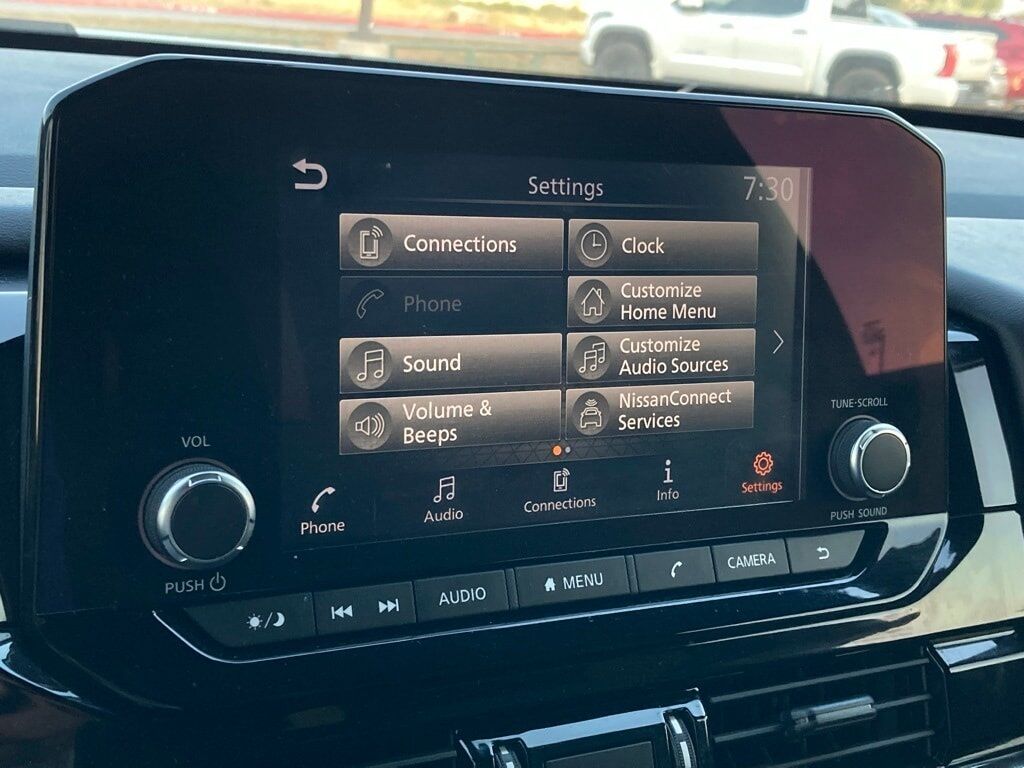 Settings
7:30
Connections
Clock
Phone
Customize
Home Menu
Sound
Customize
Audio Sources
Volume &
Beeps
NissanConnect
Services
Phone
Audio
Connections
Info
Settings
VOL
PUSH
TUNE·SCROLL
PUSH SOUND
AUDIO
MENU
CAMERA